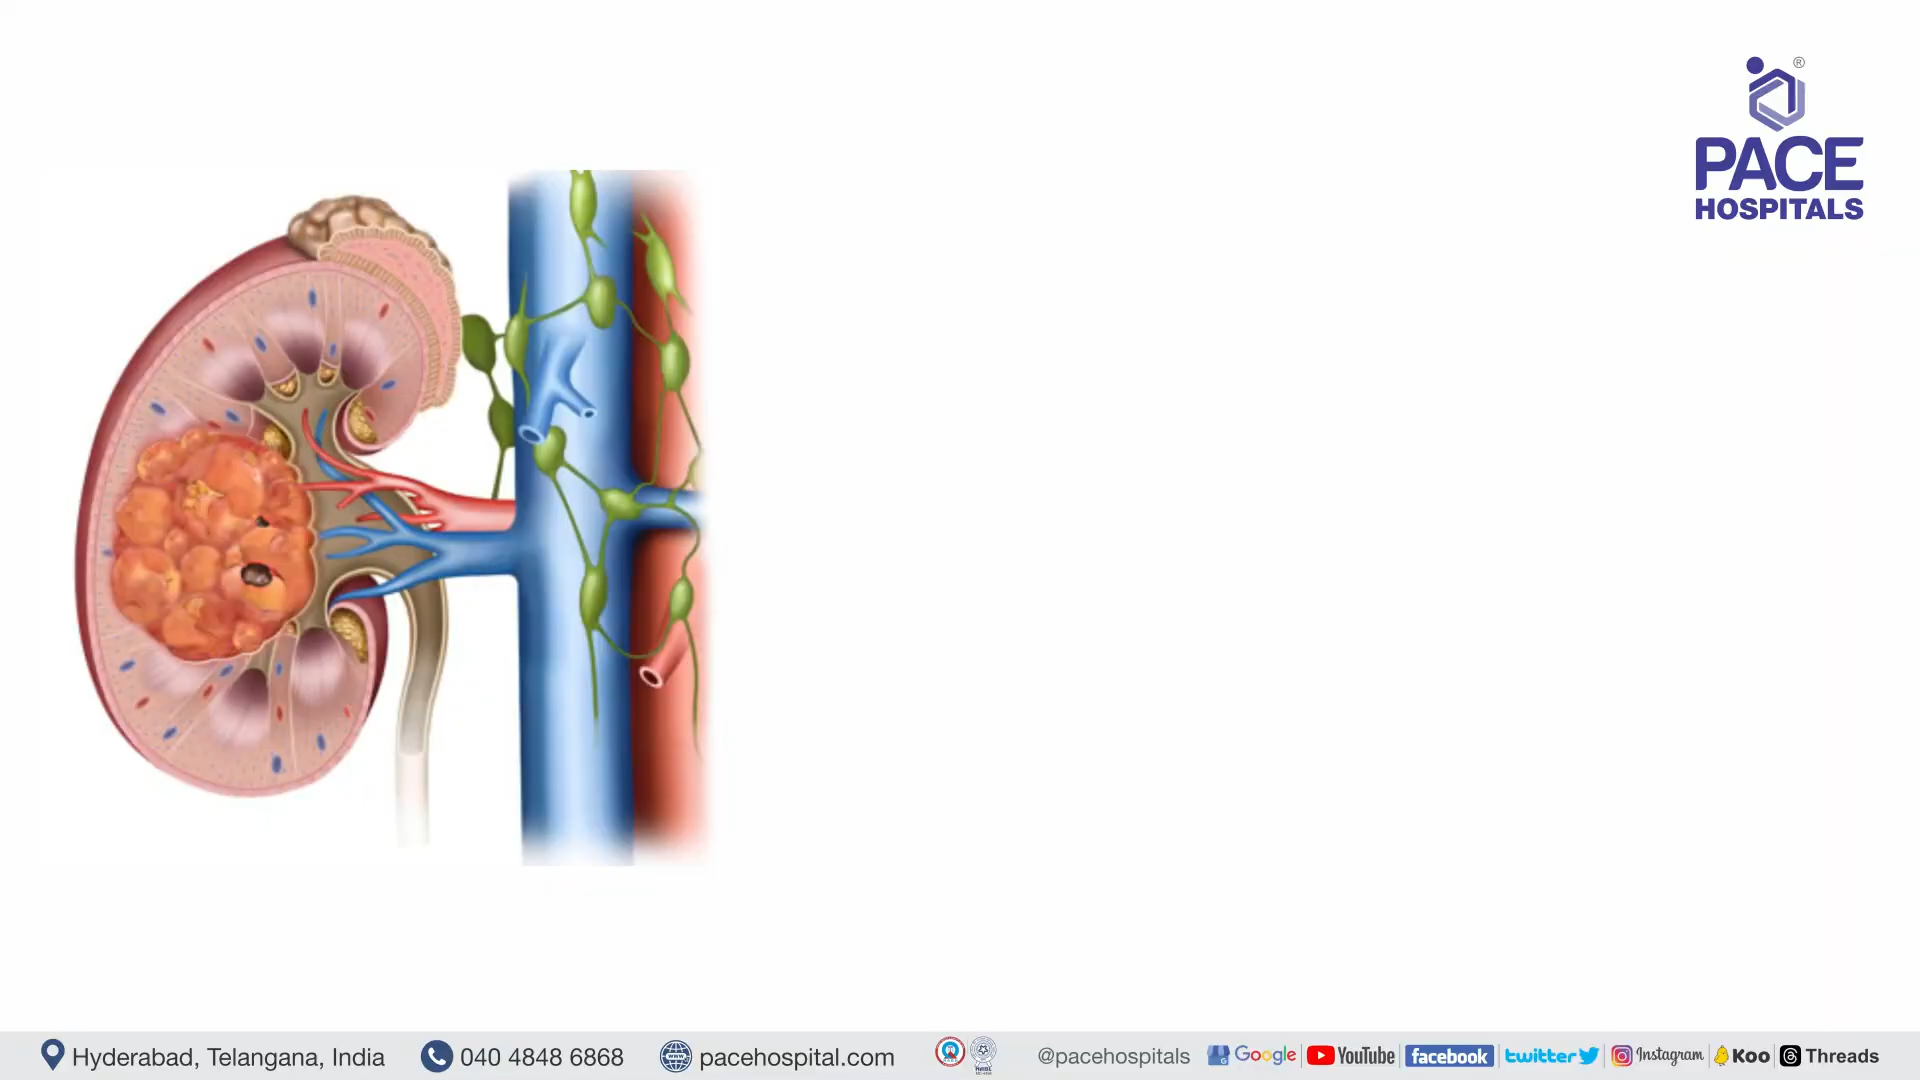 ®
PACE
HOSPITALS
Hyderabad, Telangana, India
040 4848 6868
pacehospital.com
@pacehospitals
Google
YouTube
facebook
twitter
Instagram
Koo
Threads